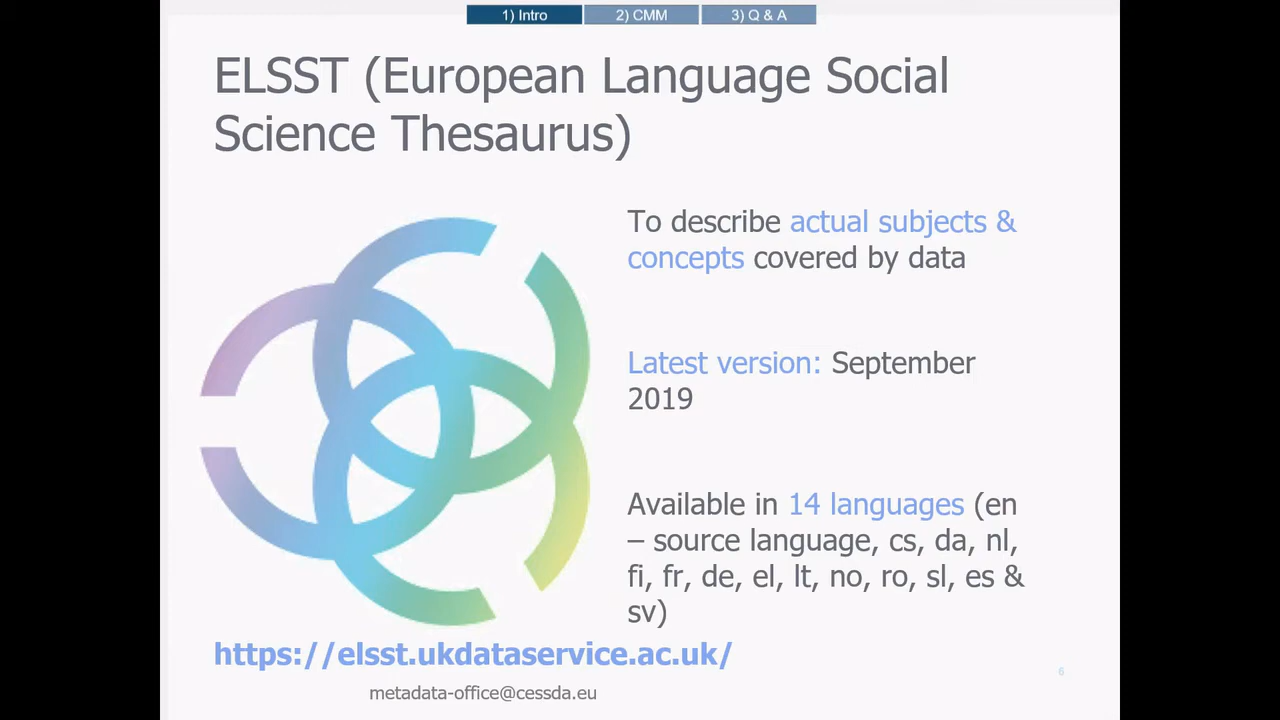 1) Intro
2) CMM
3) Q & A
ELSST (European Language Social
Science Thesaurus)
To describe actual subjects &
concepts covered by data
Latest version: September
2019
Available in 14 languages (en
– source language, cs, da, nl,
fi, fr, de, el, lt, no, ro, sl, es &
sv)
https://elsst.ukdataservice.ac.uk/
metadata-office@cessda.eu
6